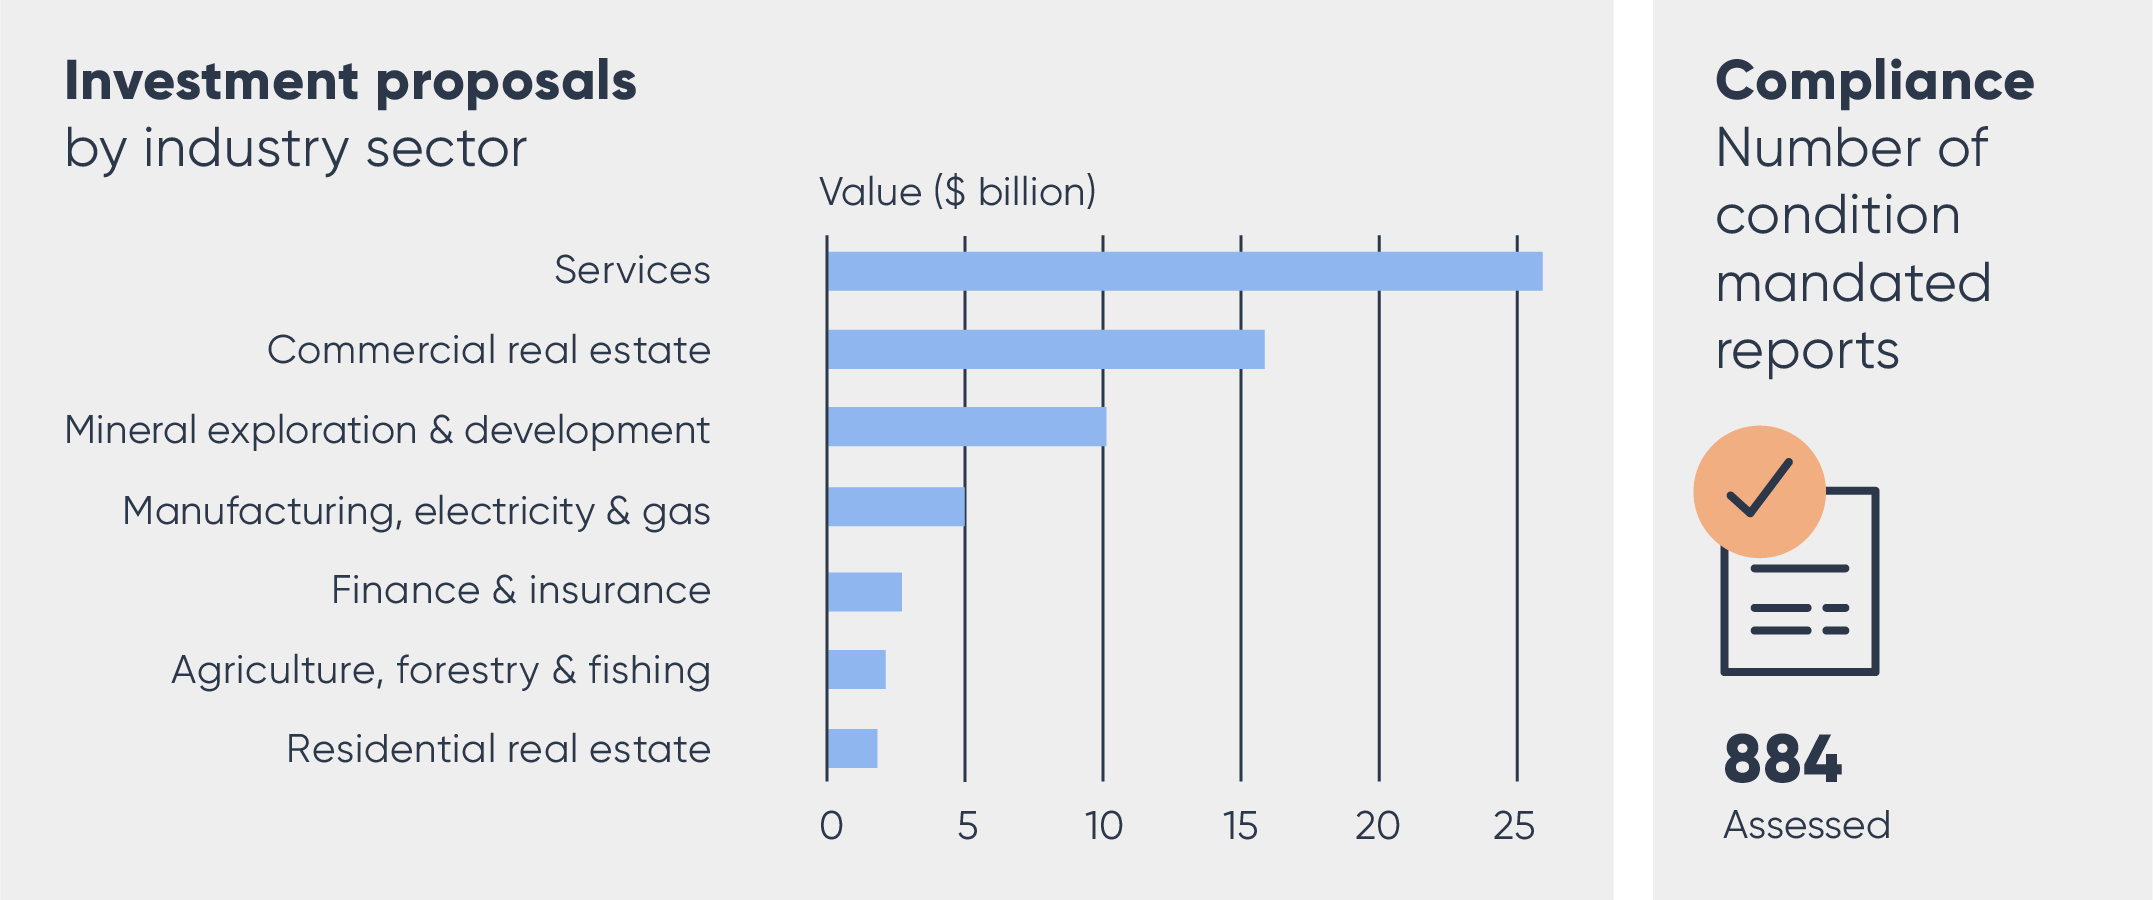 Investment proposals
by industry sector
Value ($ billion)
Services
Commercial real estate
Mineral exploration & development
Manufacturing, electricity & gas
Finance & insurance
Agriculture, forestry & fishing
Residential real estate
0 5 10 15 20 25
Compliance
Number of
condition
mandated
reports
884
Assessed